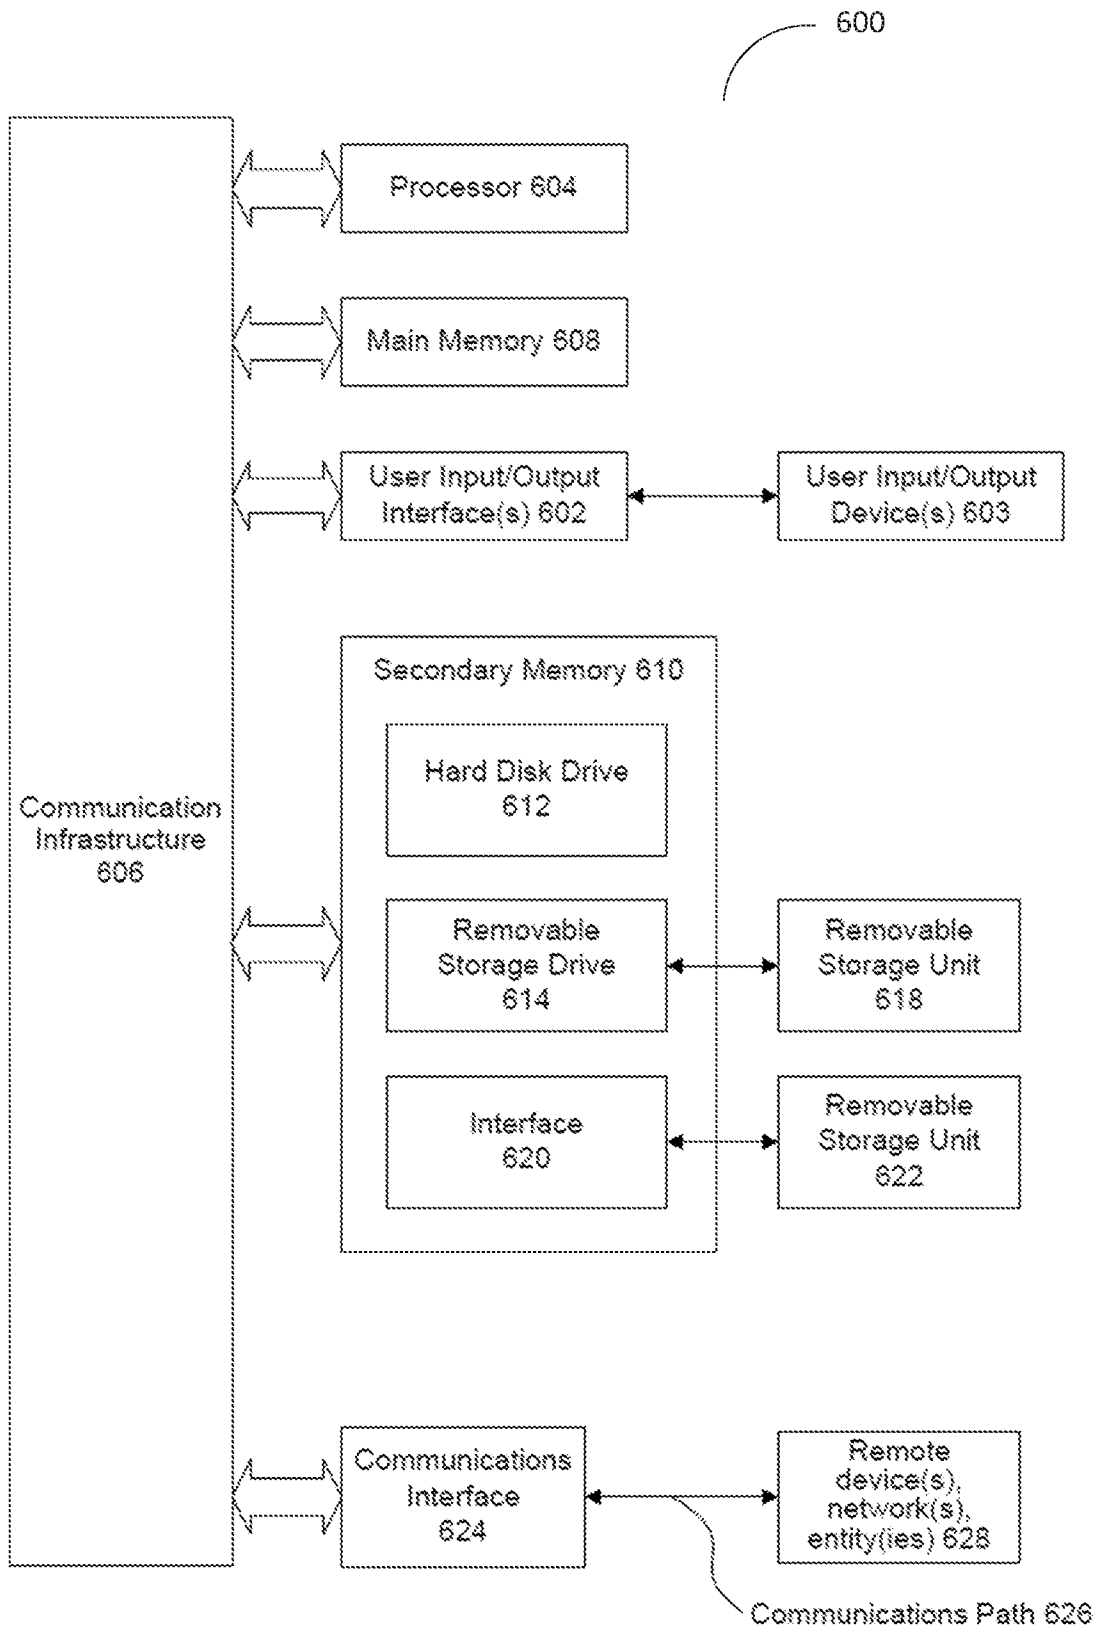 600
Processor 604
Main Memory 608
User Input/Output
Interface(s) 602
User Input/Output
Device(s) 603
Secondary Memory 610
Hard Disk Drive
612
Communication
Infrastructure
606
Removable
Storage Drive
614
Removable
Storage Unit
618
Interface
620
Removable
Storage Unit
622
Communications
Interface
624
Remote
device(s),
network(s),
entity(ies) 628
Communications Path 626